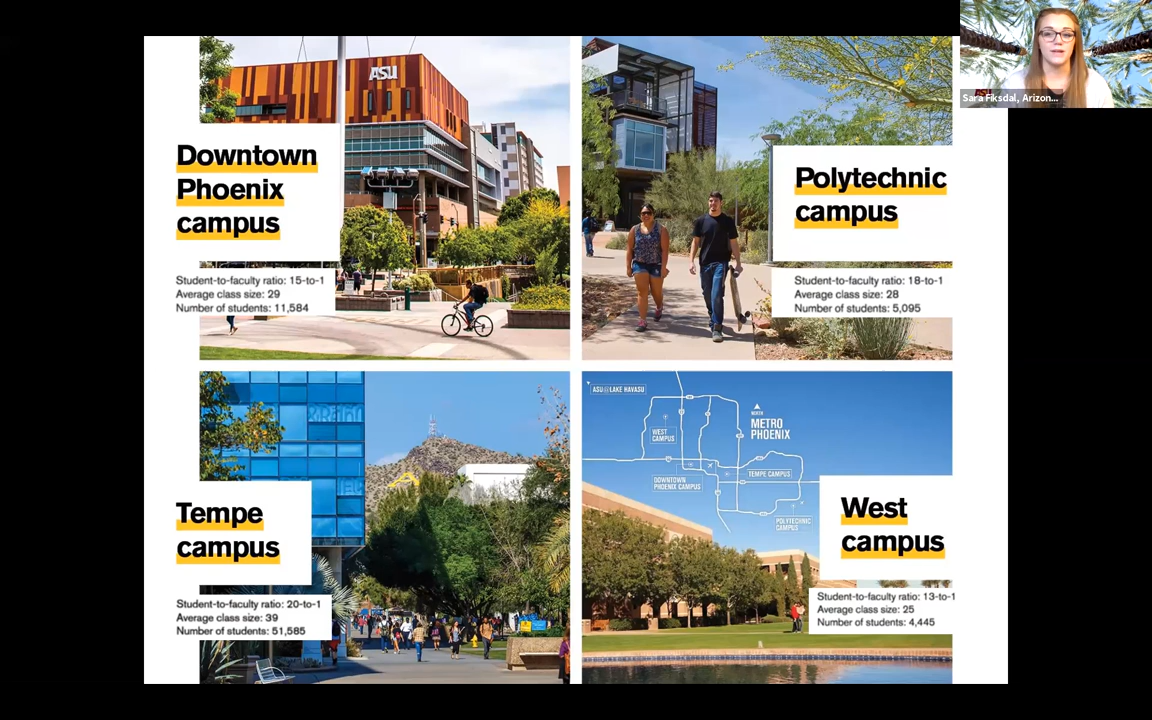 ASU
Downtown
Phoenix
campus
Student-to-faculty ratio: 15-to-1
Average class size: 29
Number of students: 11,584
Polytechnic
campus
Student-to-faculty ratio: 18-to-1
Average class size: 28
Number of students: 5,095
Sara Fiksdal, Arizon...
Tempe
campus
Student-to-faculty ratio: 20-to-1
Average class size: 39
Number of students: 51,585
ASU@LAKE HAVASU
NORTH
METRO
PHOENIX
WEST
CAMPUS
TEMPE CAMPUS
DOWNTOWN
PHOENIX CAMPUS
POLYTECHNIC
CAMPUS
West
campus
Student-to-faculty ratio: 13-to-1
Average class size: 25
Number of students: 4,445